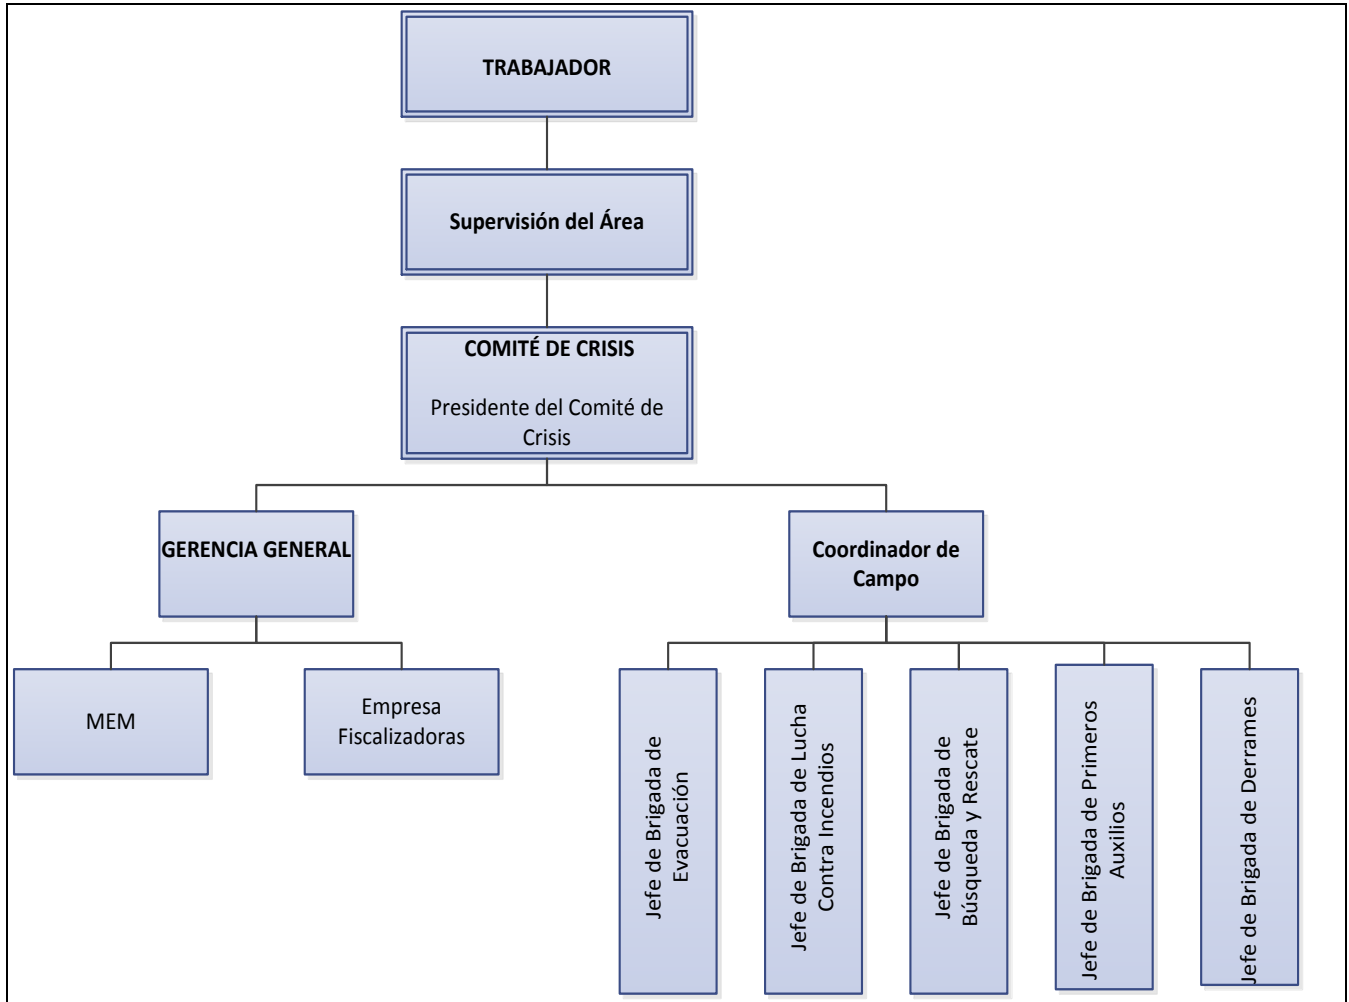 TRABAJADOR
Supervisión del Área
COMITÉ DE CRISIS
Presidente del Comité de
Crisis
GERENCIA GENERAL
Coordinador de
Campo
MEM
Empresa
Fiscalizadoras
Jefe de Brigada de
Evacuación
Jefe de Brigada de Lucha
Contra Incendios
Jefe de Brigada de
Búsqueda y Rescate
Jefe de Brigada de Primeros
Auxilios
Jefe de Brigada de Derrames